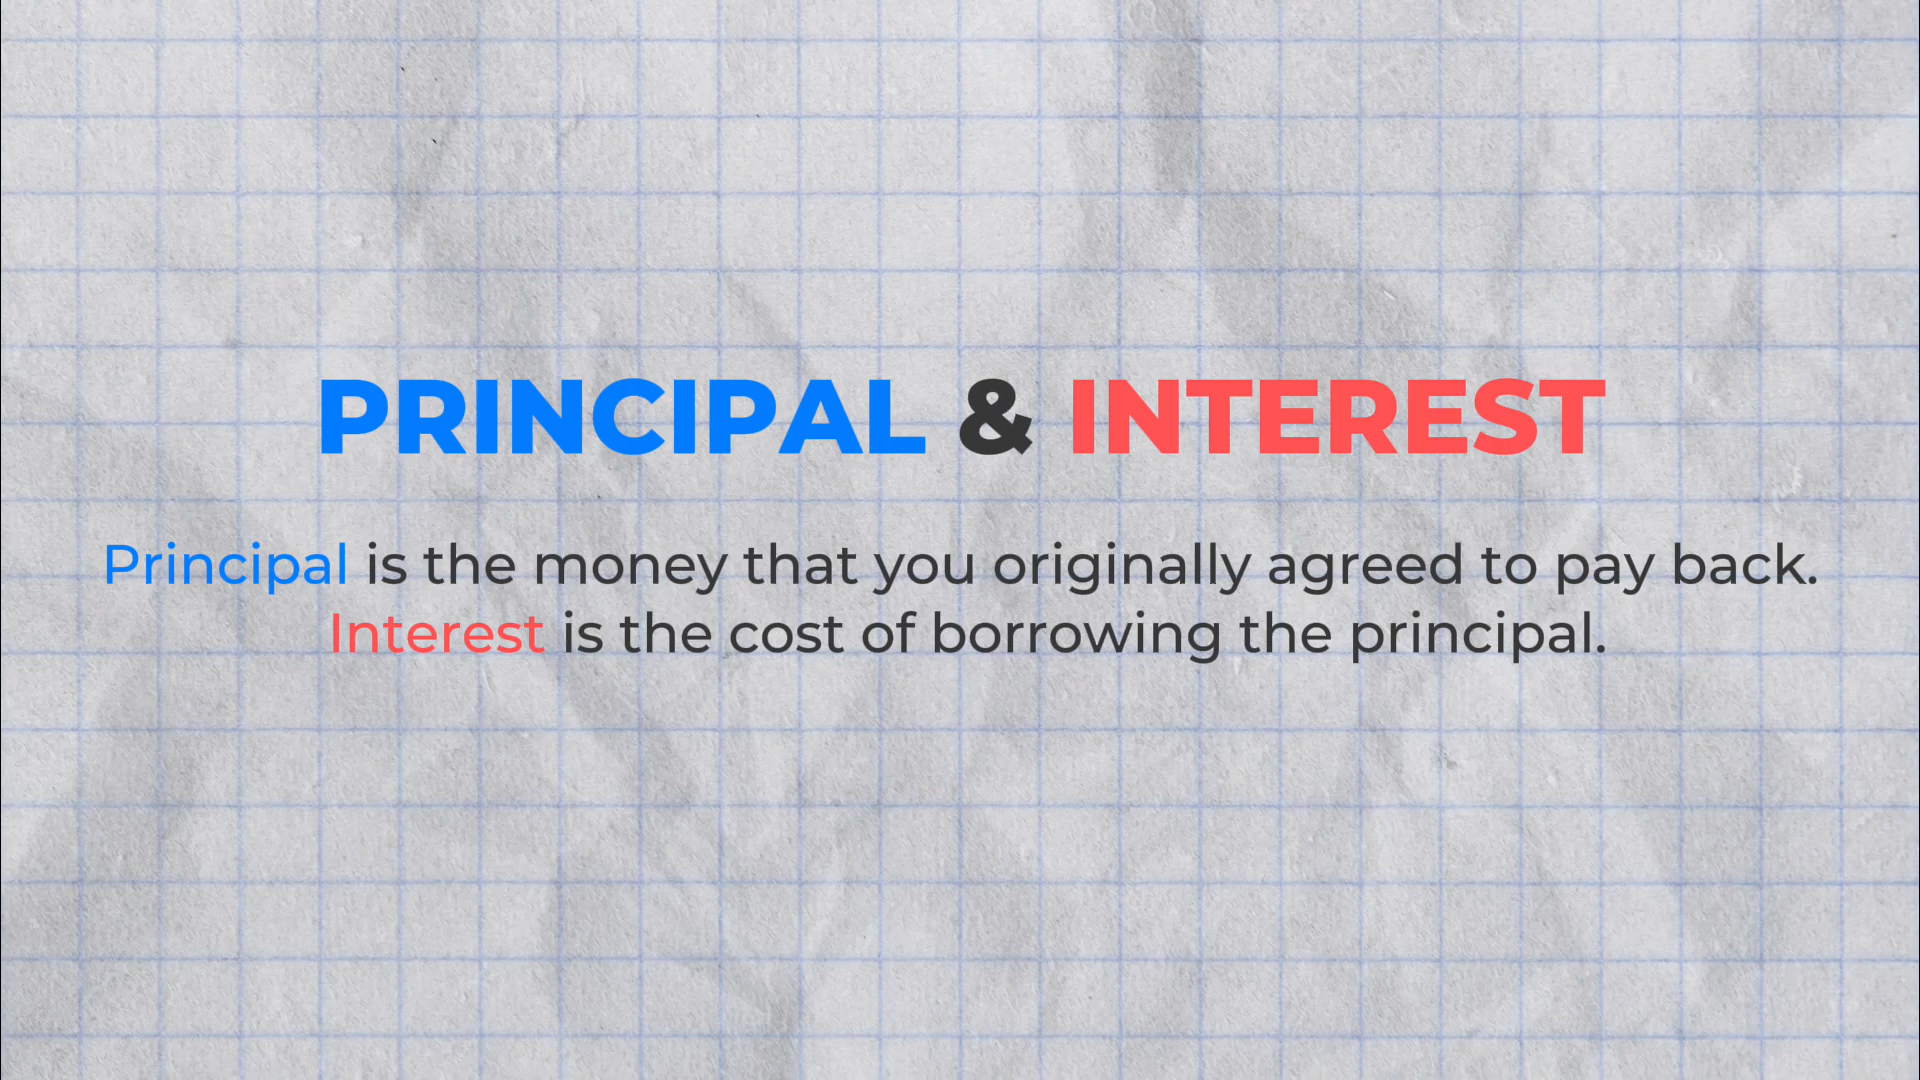 PRINCIPAL & INTEREST
Principal is the money that you originally agreed to pay back.
Interest is the cost of borrowing the principal.